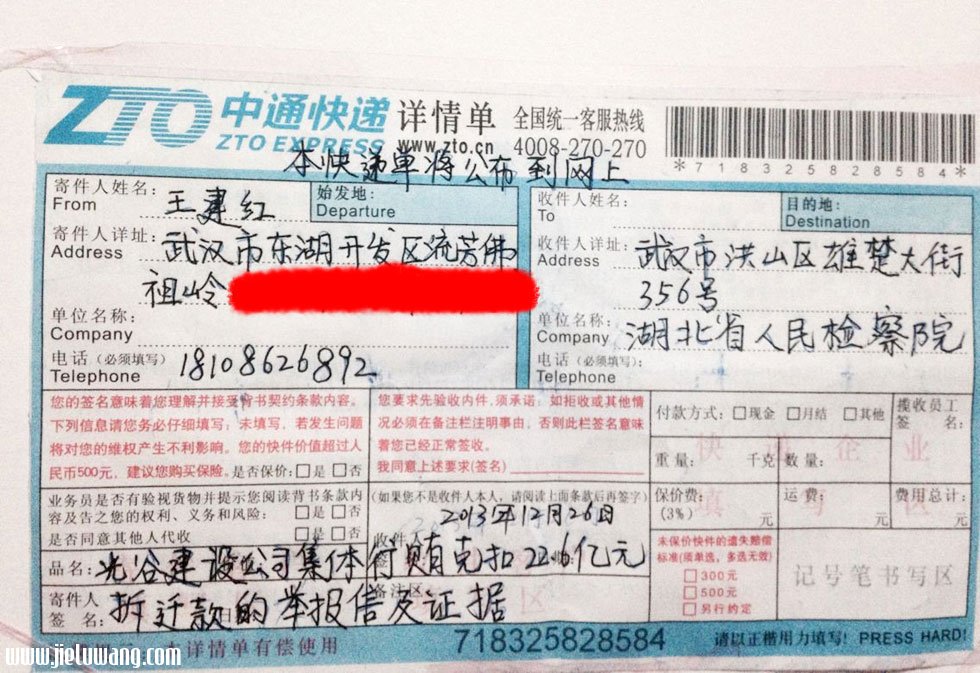 ZTO 中通快递 详情单 全国统一客服热线
ZTO EXPRESS www.zto.cn 4008-270-270
*718325828584*
本快递单将公布到网上
寄件人姓名: 王建红 始发地:
From Departure
寄件人详址: 武汉市东湖开发区流芳佛
Address 祖岭
单位名称:
Company
电话(必须填写) 18108626892
Telephone
收件人姓名: 目的地:
To Destination
收件人详址: 武汉市洪山区雄楚大街
Address 356号
单位名称: 湖北省人民检察院
Company
电话(必须填写)
Telephone
您的签名意味着您理解并接受背书契约条款内容。
下列信息请您务必仔细填写:未填写,若发生问题
将对您的维权产生不利影响。您的快件价值超过人
民币500元,建议您购买保险。是否保价:□是 □否
您要求先验收内件,须承诺:如拒收或其他情
况必须在备注栏注明事由,否则此栏签名意味
着您已经正常签收。
我同意上述要求(签名)
付款方式:□现金 □月结 □其他
揽收员工
签 名:
重量: 千克 数量:
业务员是否有验视货物并提示您阅读背书条款内
容及告之您的权利、义务和风险: □是 □否
是否同意其他人代收 □是 □否
(如果您不是收件人本人,请阅读上面条款后再签字)
2013年12月26日
收件人
保价费: 运费: 费用总计:
(3%) 元 元 元
品名: 光谷建设公司集体行贿克扣22.6亿元
寄件人 备注区:
签 名: 拆迁款的举报信及证据
未保价快件的遗失赔偿
标准(须单选,多选无效)
□300元
□500元
□另行约定
记号笔书写区
快 递 企 业
填 写 区
详情单有偿使用 718325828584 请以正楷用力填写! PRESS HARD!
www.jieluwang.com